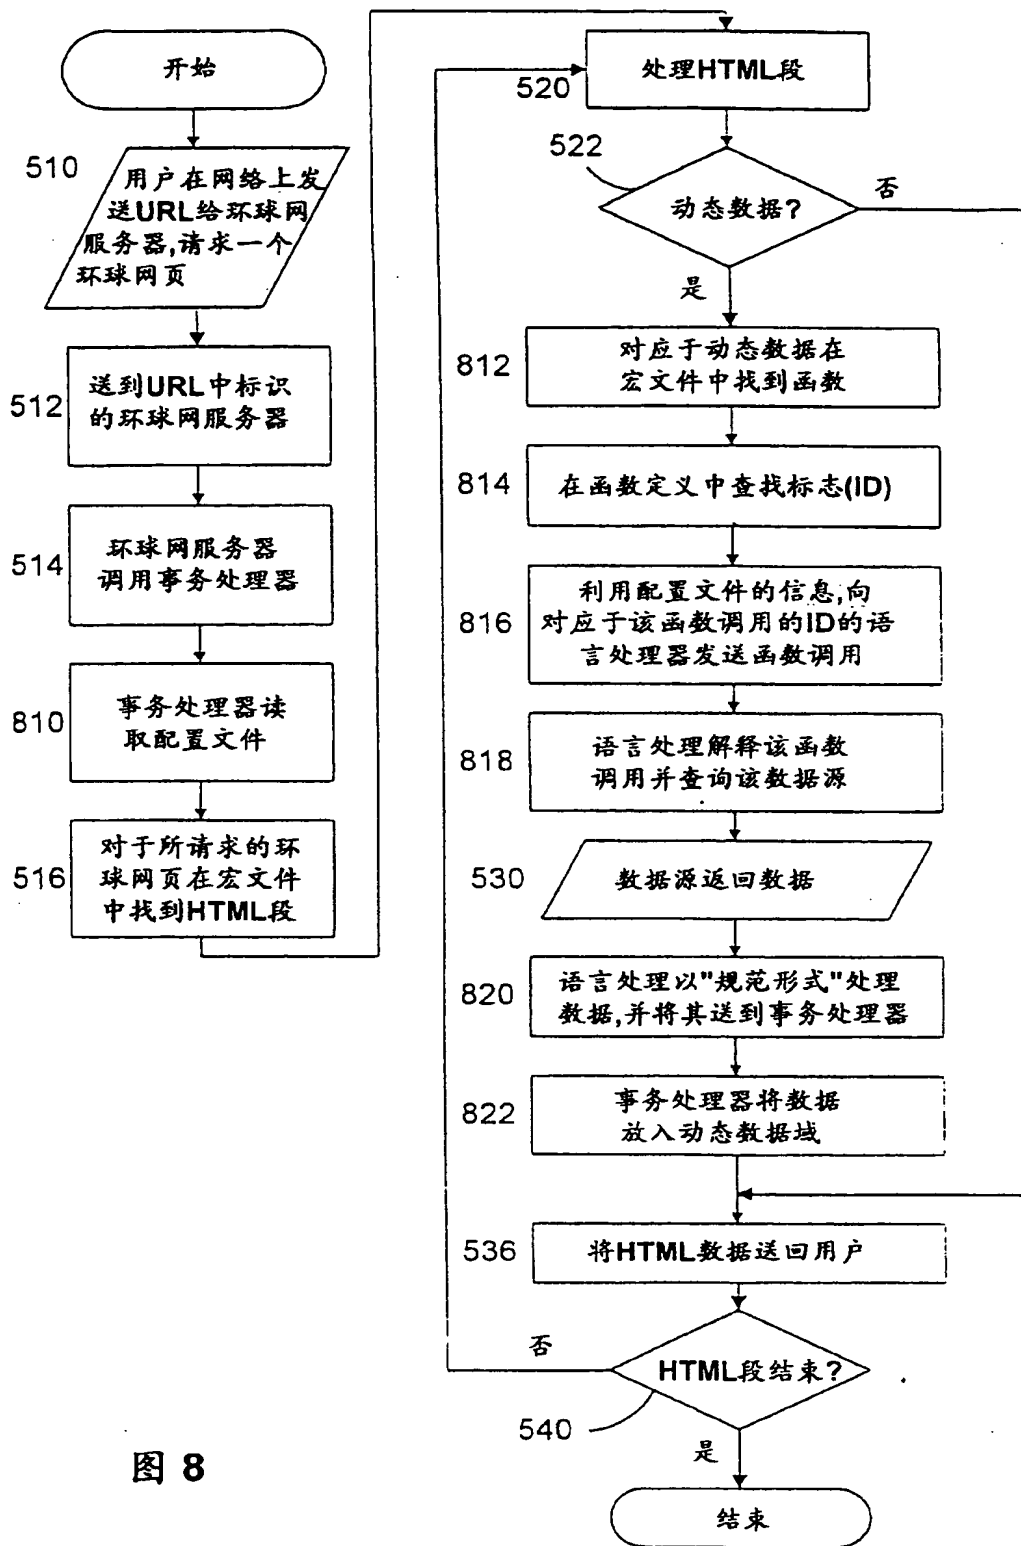 开始
510
用户在网络上发
送URL给环球网
服务器,请求一个
环球网页
512
送到URL中标识
的环球网服务器
514
环球网服务器
调用事务处理器
810
事务处理器读
取配置文件
516
对于所请求的环
球网页在宏文件
中找到HTML段
520
处理HTML段
522
动态数据?
否
是
812
对应于动态数据在
宏文件中找到函数
814
在函数定义中查找标志(ID)
816
利用配置文件的信息,向
对应于该函数调用的ID的语
言处理器发送函数调用
818
语言处理解释该函数
调用并查询该数据源
530
数据源返回数据
820
语言处理以"规范形式"处理
数据,并将其送到事务处理器
822
事务处理器将数据
放入动态数据域
536
将HTML数据送回用户
否
HTML段结束?
540
是
结束
图 8